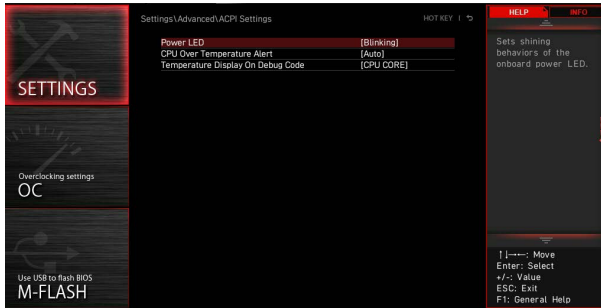 Settings\Advanced\ACPI Settings
HOT KEY | ↩
Power LED [Blinking]
CPU Over Temperature Alert [Auto]
Temperature Display On Debug Code [CPU CORE]
SETTINGS
Overclocking settings
OC
Use USB to flash BIOS
M-FLASH
HELP
INFO
Sets shining
behaviors of the
onboard power LED.
↑↓→←: Move
Enter: Select
+/-: Value
ESC: Exit
F1: General Help